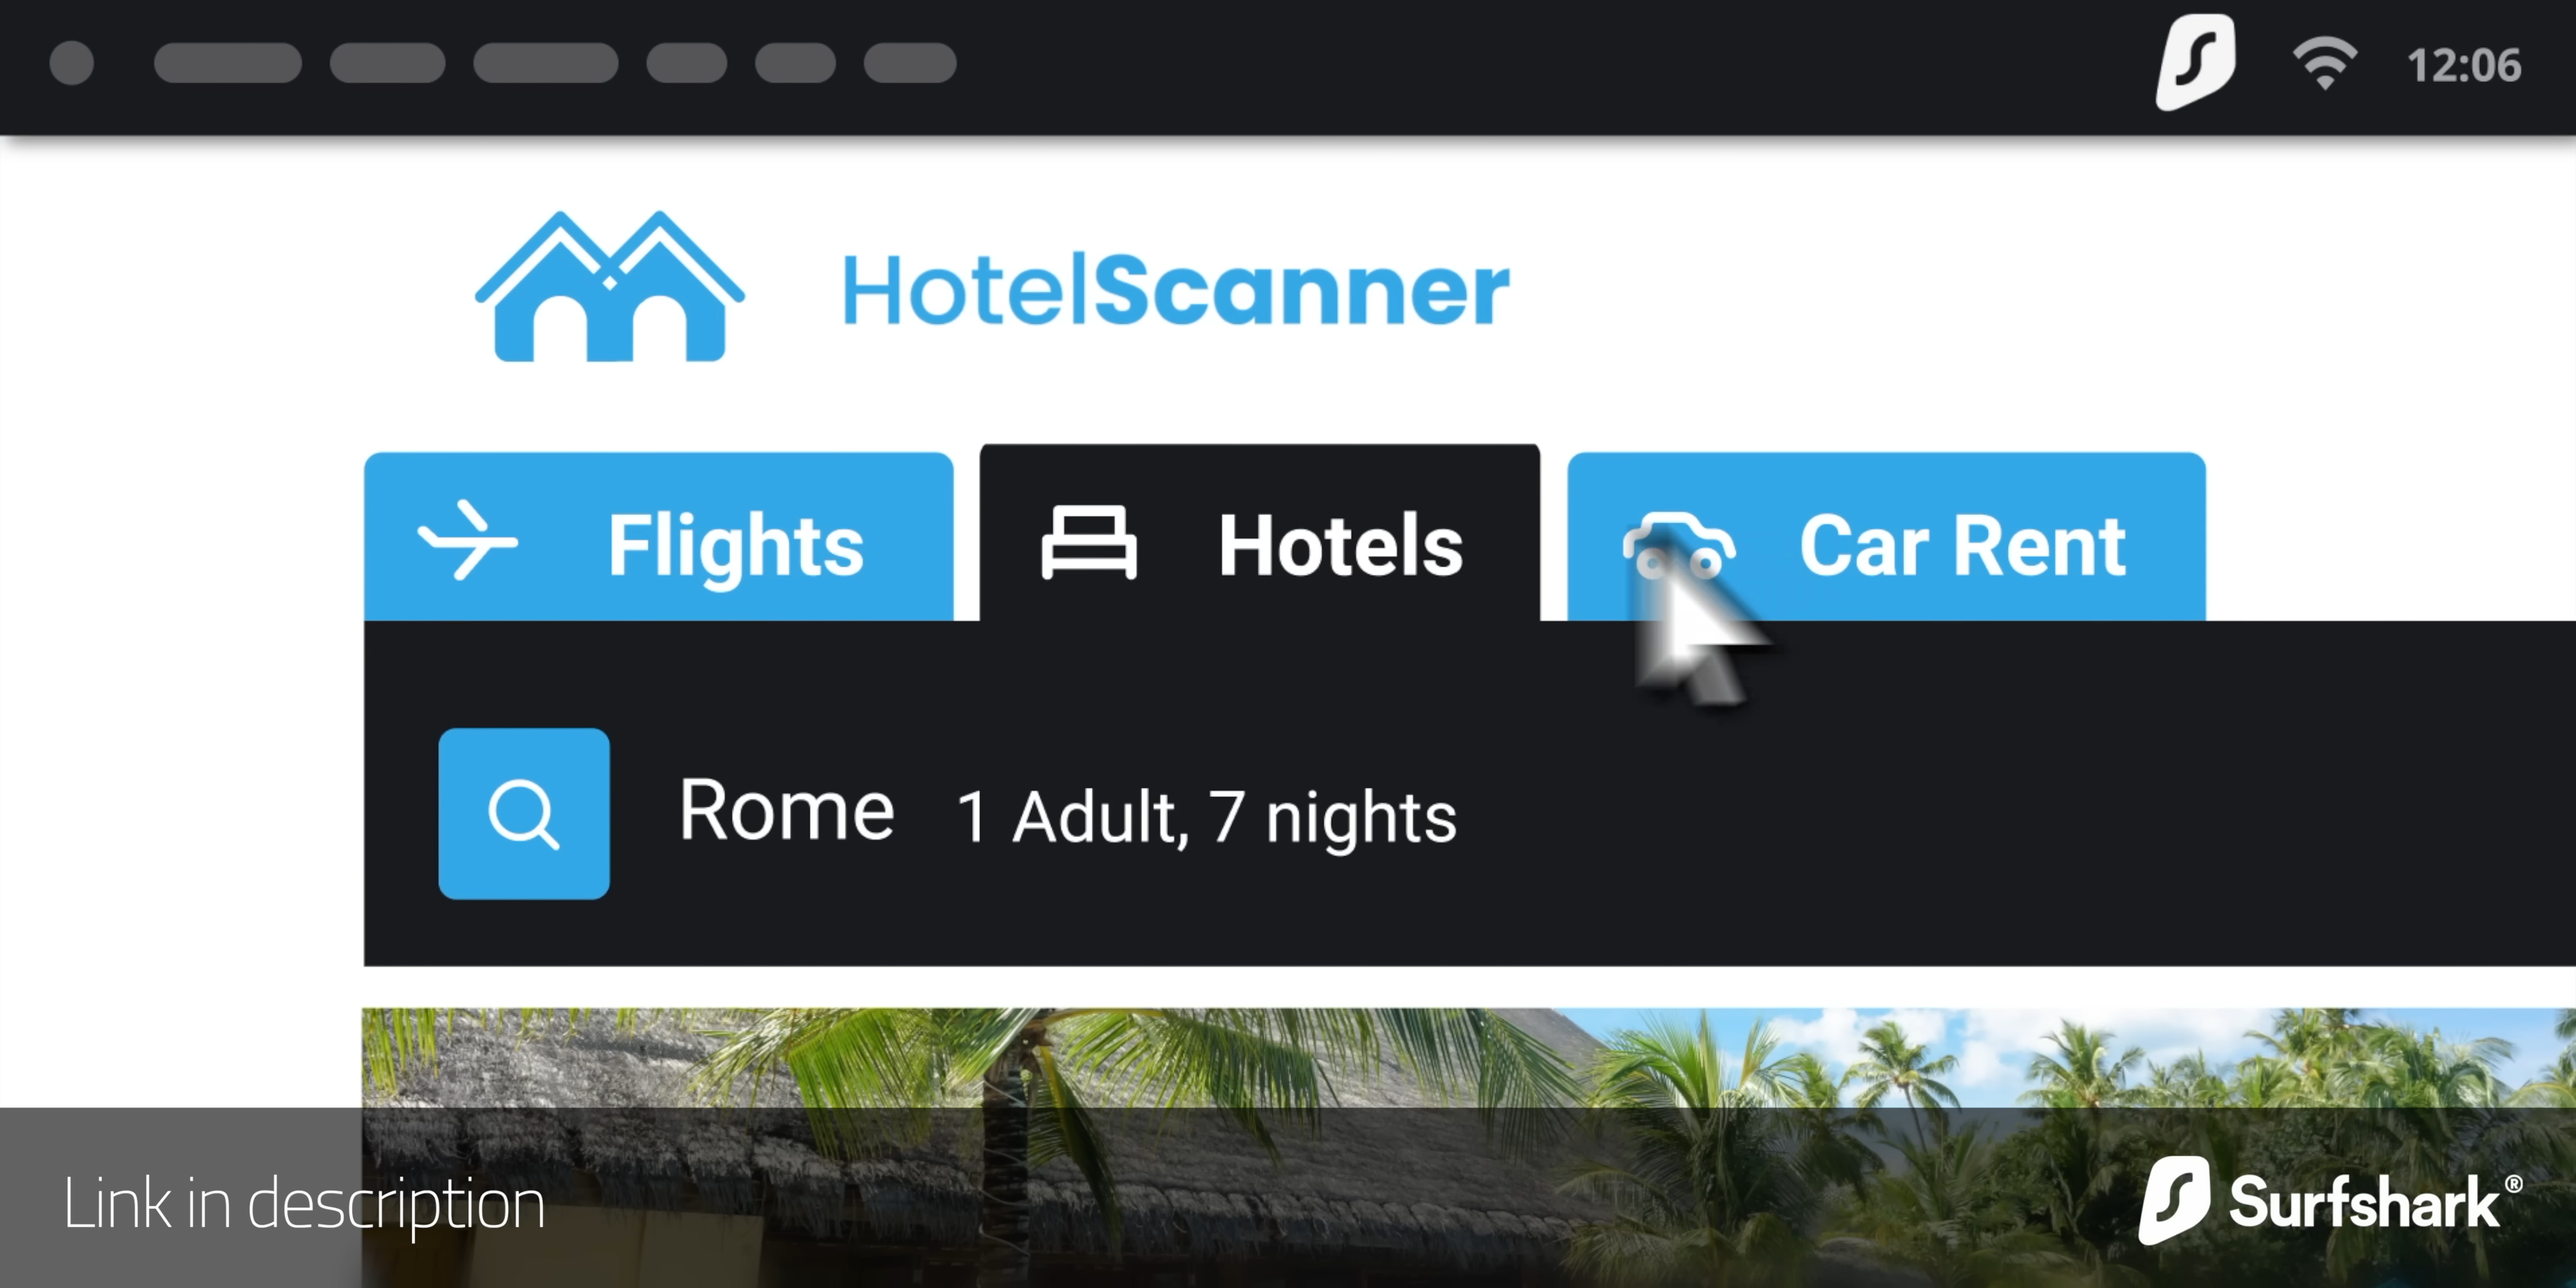 12:06
HotelScanner
Flights
Hotels
Car Rent
Rome 1 Adult, 7 nights
Link in description
Surfshark®